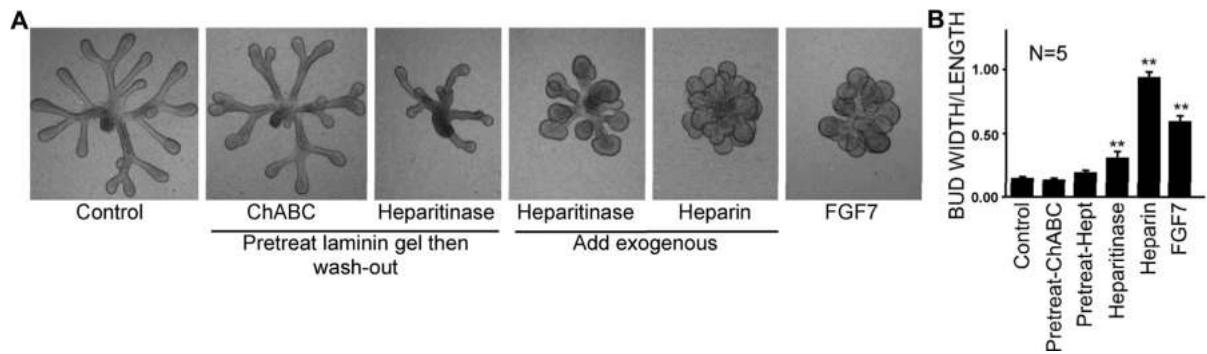 A
Control
ChABC
Heparitinase
Heparitinase
Heparin
FGF7
Pretreat laminin gel then
wash-out
Add exogenous
B
BUD WIDTH/LENGTH
N=5
1.00
0.50
0.00
**
**
**
Control
Pretreat-ChABC
Pretreat-Hept
Heparitinase
Heparin
FGF7